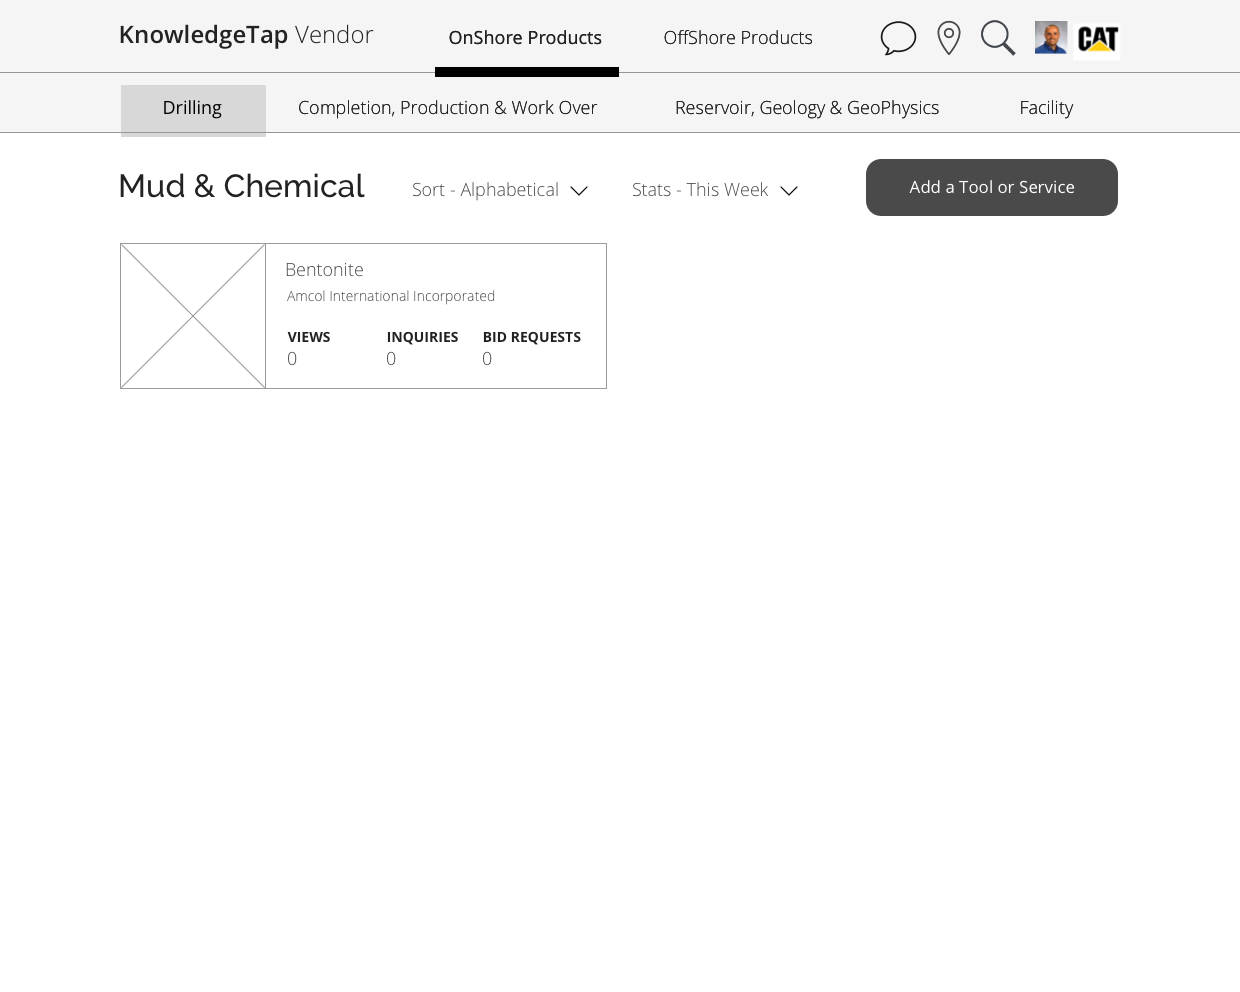 KnowledgeTap Vendor
OnShore Products
OffShore Products
CAT
Drilling
Completion, Production & Work Over
Reservoir, Geology & GeoPhysics
Facility
Mud & Chemical
Sort - Alphabetical
Stats - This Week
Add a Tool or Service
Bentonite
Amcol International Incorporated
VIEWS INQUIRIES BID REQUESTS
0 0 0